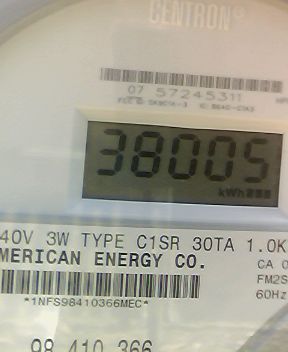 CENTRON®
07 57245311
38005
kWh
40V 3W TYPE C1SR 30TA 1.0K
MERICAN ENERGY CO.
CA 0
FM2S
60Hz
*1NFS98410366MEC*
98 410 366